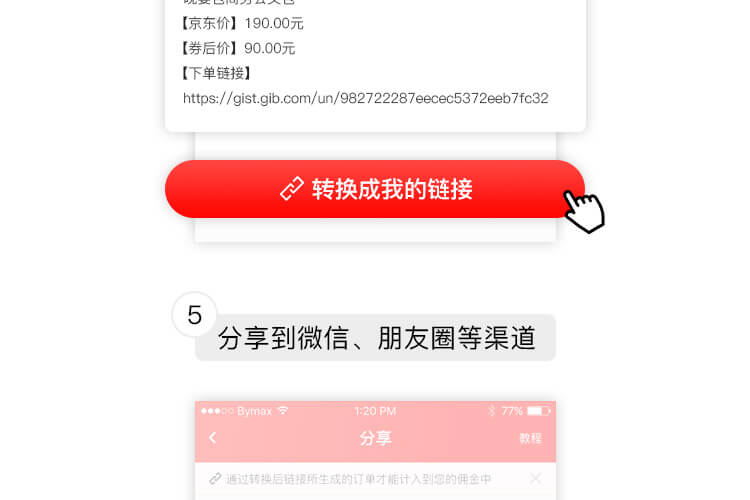 【京东价】190.00元
【券后价】90.00元
【下单链接】
https://gist.gib.com/un/982722287eecec5372eeb7fc32
转换成我的链接
5
分享到微信、朋友圈等渠道
Bymax 1:20 PM 77%
分享 教程
通过转换后链接所生成的订单才能计入到您的佣金中